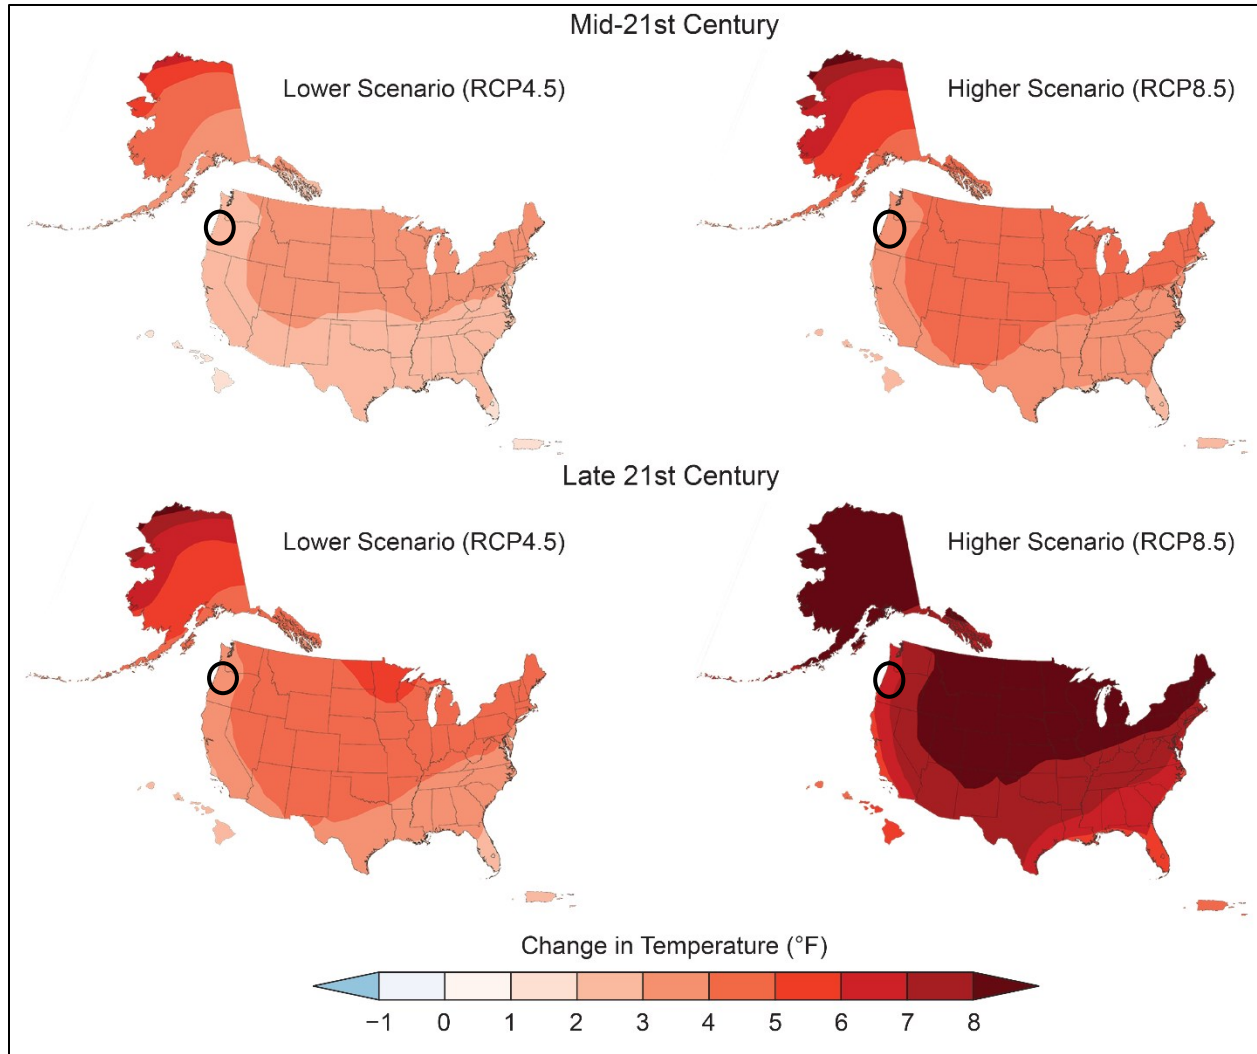 Mid-21st Century
Lower Scenario (RCP4.5)
Higher Scenario (RCP8.5)
Late 21st Century
Lower Scenario (RCP4.5)
Higher Scenario (RCP8.5)
Change in Temperature (°F)
−1 0 1 2 3 4 5 6 7 8